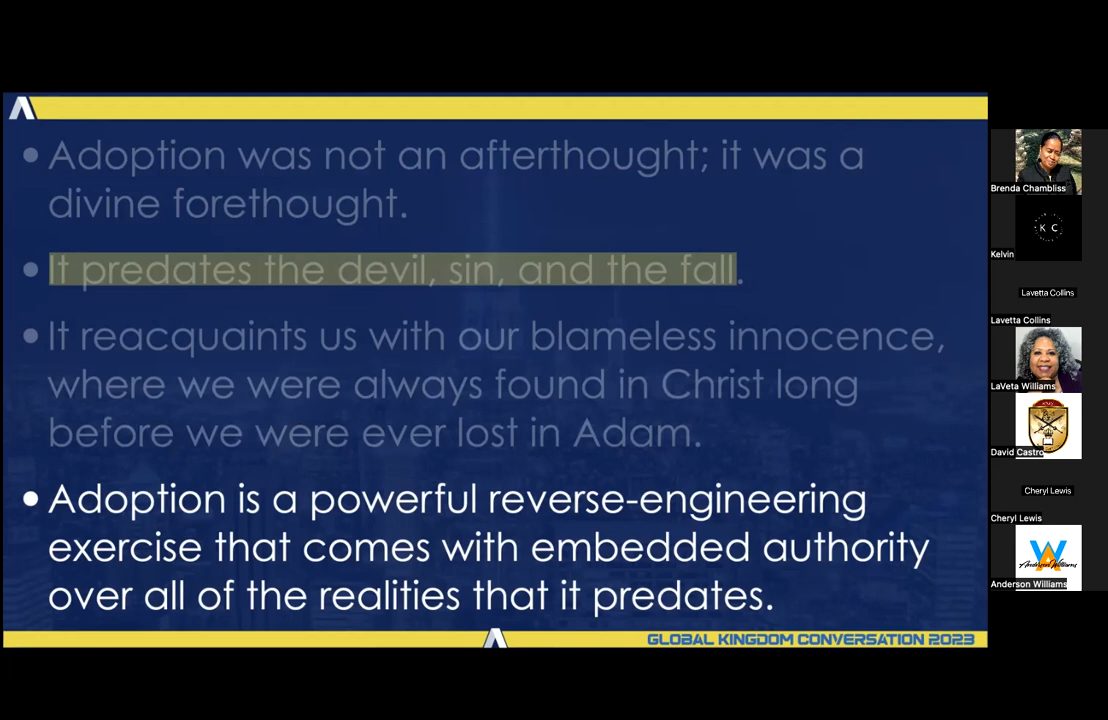 • Adoption was not an afterthought; it was a
divine forethought.
• It predates the devil, sin, and the fall.
• It reacquaints us with our blameless innocence,
where we were always found in Christ long
before we were ever lost in Adam.
• Adoption is a powerful reverse-engineering
exercise that comes with embedded authority
over all of the realities that it predates.
GLOBAL KINGDOM CONVERSATION 2023
Brenda Chambliss
K C
Kelvin
Lavetta Collins
Lavetta Collins
LaVeta Williams
David Castro
Cheryl Lewis
Cheryl Lewis
WA
Anderson Williams
Anderson Williams